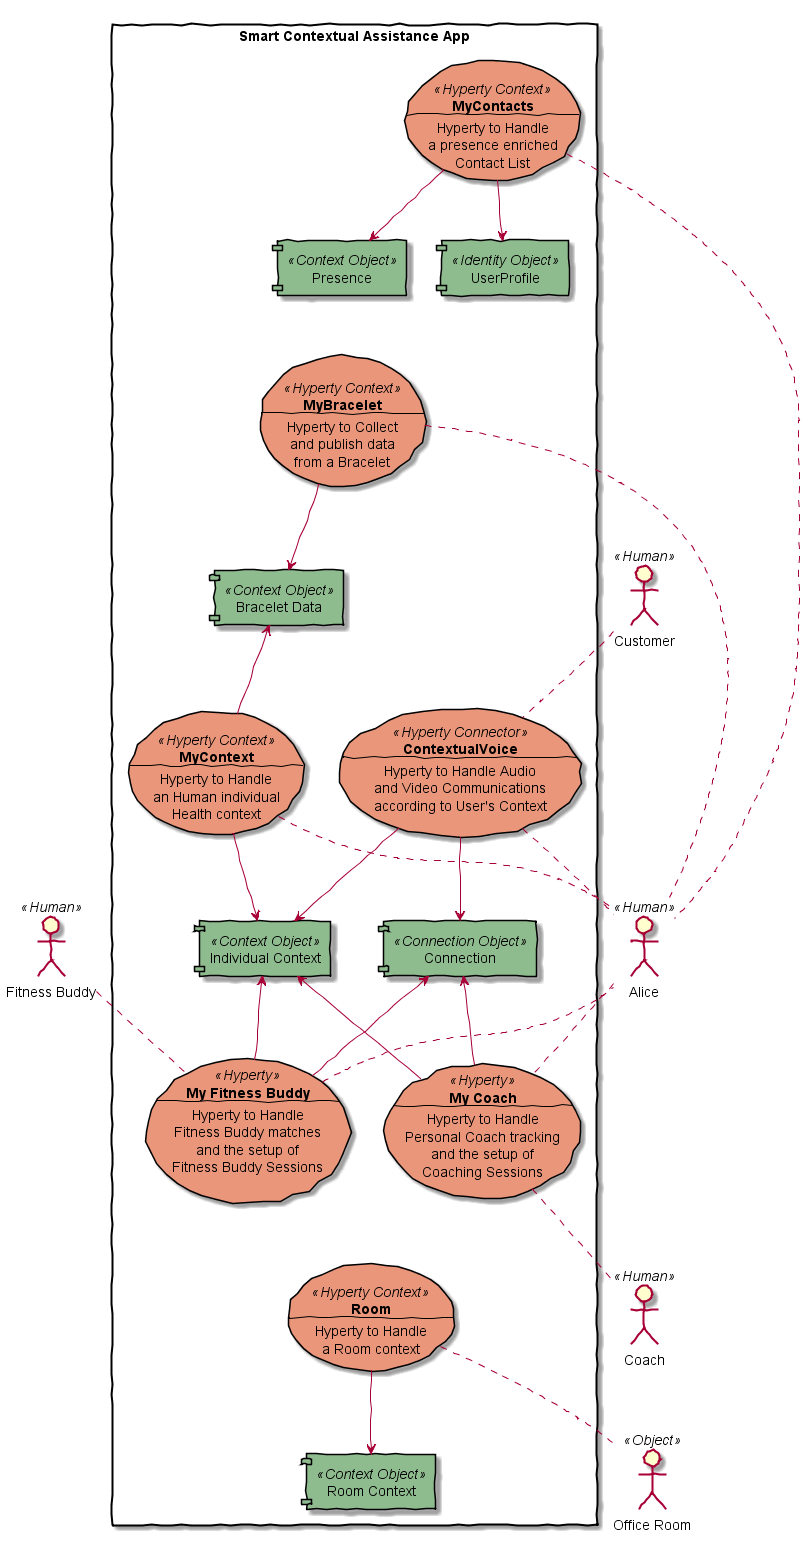 Smart Contextual Assistance App
«Hyperty Context»
MyContacts
Hyperty to Handle
a presence enriched
Contact List
«Context Object»
Presence
«Identity Object»
UserProfile
«Hyperty Context»
MyBracelet
Hyperty to Collect
and publish data
from a Bracelet
«Human»
Customer
«Context Object»
Bracelet Data
«Hyperty Context»
MyContext
Hyperty to Handle
an Human individual
Health context
«Hyperty Connector»
ContextualVoice
Hyperty to Handle Audio
and Video Communications
according to User's Context
«Human»
Fitness Buddy
«Context Object»
Individual Context
«Connection Object»
Connection
«Human»
Alice
«Hyperty»
My Fitness Buddy
Hyperty to Handle
Fitness Buddy matches
and the setup of
Fitness Buddy Sessions
«Hyperty»
My Coach
Hyperty to Handle
Personal Coach tracking
and the setup of
Coaching Sessions
«Hyperty Context»
Room
Hyperty to Handle
a Room context
«Human»
Coach
«Context Object»
Room Context
«Object»
Office Room